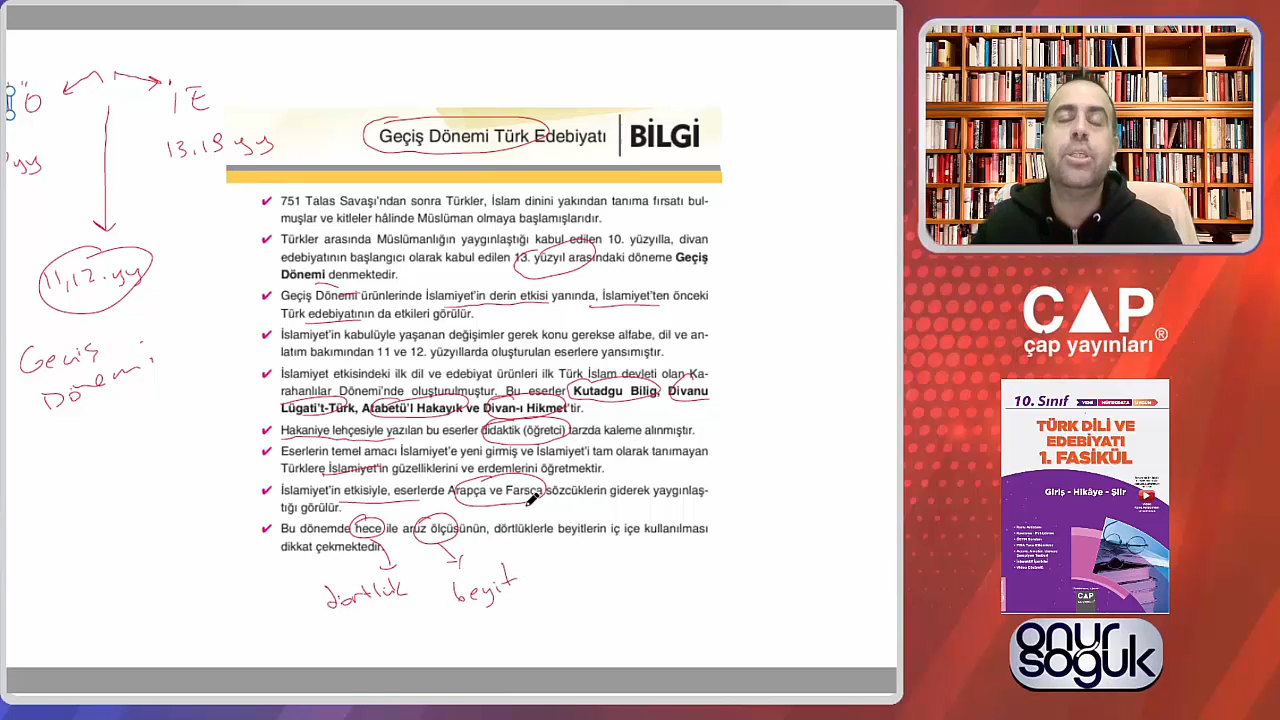 "O
İE
yy
13,19 yy
11,12. yy
Geçiş
Dönemi
Geçiş Dönemi Türk Edebiyatı BİLGİ
✔ 751 Talas Savaşı'ndan sonra Türkler, İslam dinini yakından tanıma fırsatı bul-
muşlar ve kitleler hâlinde Müslüman olmaya başlamışlarıdır.
✔ Türkler arasında Müslümanlığın yaygınlaştığı kabul edilen 10. yüzyılla, divan
edebiyatının başlangıcı olarak kabul edilen 13. yüzyıl arasındaki döneme Geçiş
Dönemi denmektedir.
✔ Geçiş Dönemi ürünlerinde İslamiyet'in derin etkisi yanında, İslamiyet'ten önceki
Türk edebiyatının da etkileri görülür.
✔ İslamiyet'in kabulüyle yaşanan değişimler gerek konu gerekse alfabe, dil ve an-
latım bakımından 11 ve 12. yüzyıllarda oluşturulan eserlere yansımıştır.
✔ İslamiyet etkisindeki ilk dil ve edebiyat ürünleri ilk Türk İslam devleti olan Ka-
rahanlılar Dönemi'nde oluşturulmuştur. Bu eserler Kutadgu Bilig, Divanu
Lügati't-Türk, Atabetü'l Hakayık ve Divan-ı Hikmet'tir.
✔ Hakaniye lehçesiyle yazılan bu eserler didaktik (öğretci) tarzda kaleme alınmıştır.
✔ Eserlerin temel amacı İslamiyet'e yeni girmiş ve İslamiyet'i tam olarak tanımayan
Türklere İslamiyet'in güzelliklerini ve erdemlerini öğretmektir.
✔ İslamiyet'in etkisiyle, eserlerde Arapça ve Farsça sözcüklerin giderek yaygınlaş-
tığı görülür.
✔ Bu dönemde hece ile aruz ölçüsünün, dörtlüklerle beyitlerin iç içe kullanılması
dikkat çekmektedir.
dörtlük beyit
ÇAP
çap yayınları®
10. Sınıf
TÜRK DİLİ VE
EDEBİYATI
1. FASİKÜL
Giriş - Hikâye - Şiir
ÇAP
onur
soğuk